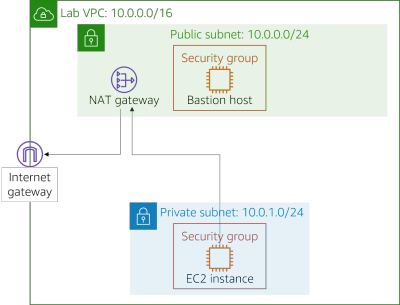 Lab VPC: 10.0.0.0/16
Public subnet: 10.0.0.0/24
Security group
NAT gateway
Bastion host
Internet
gateway
Private subnet: 10.0.1.0/24
Security group
EC2 instance